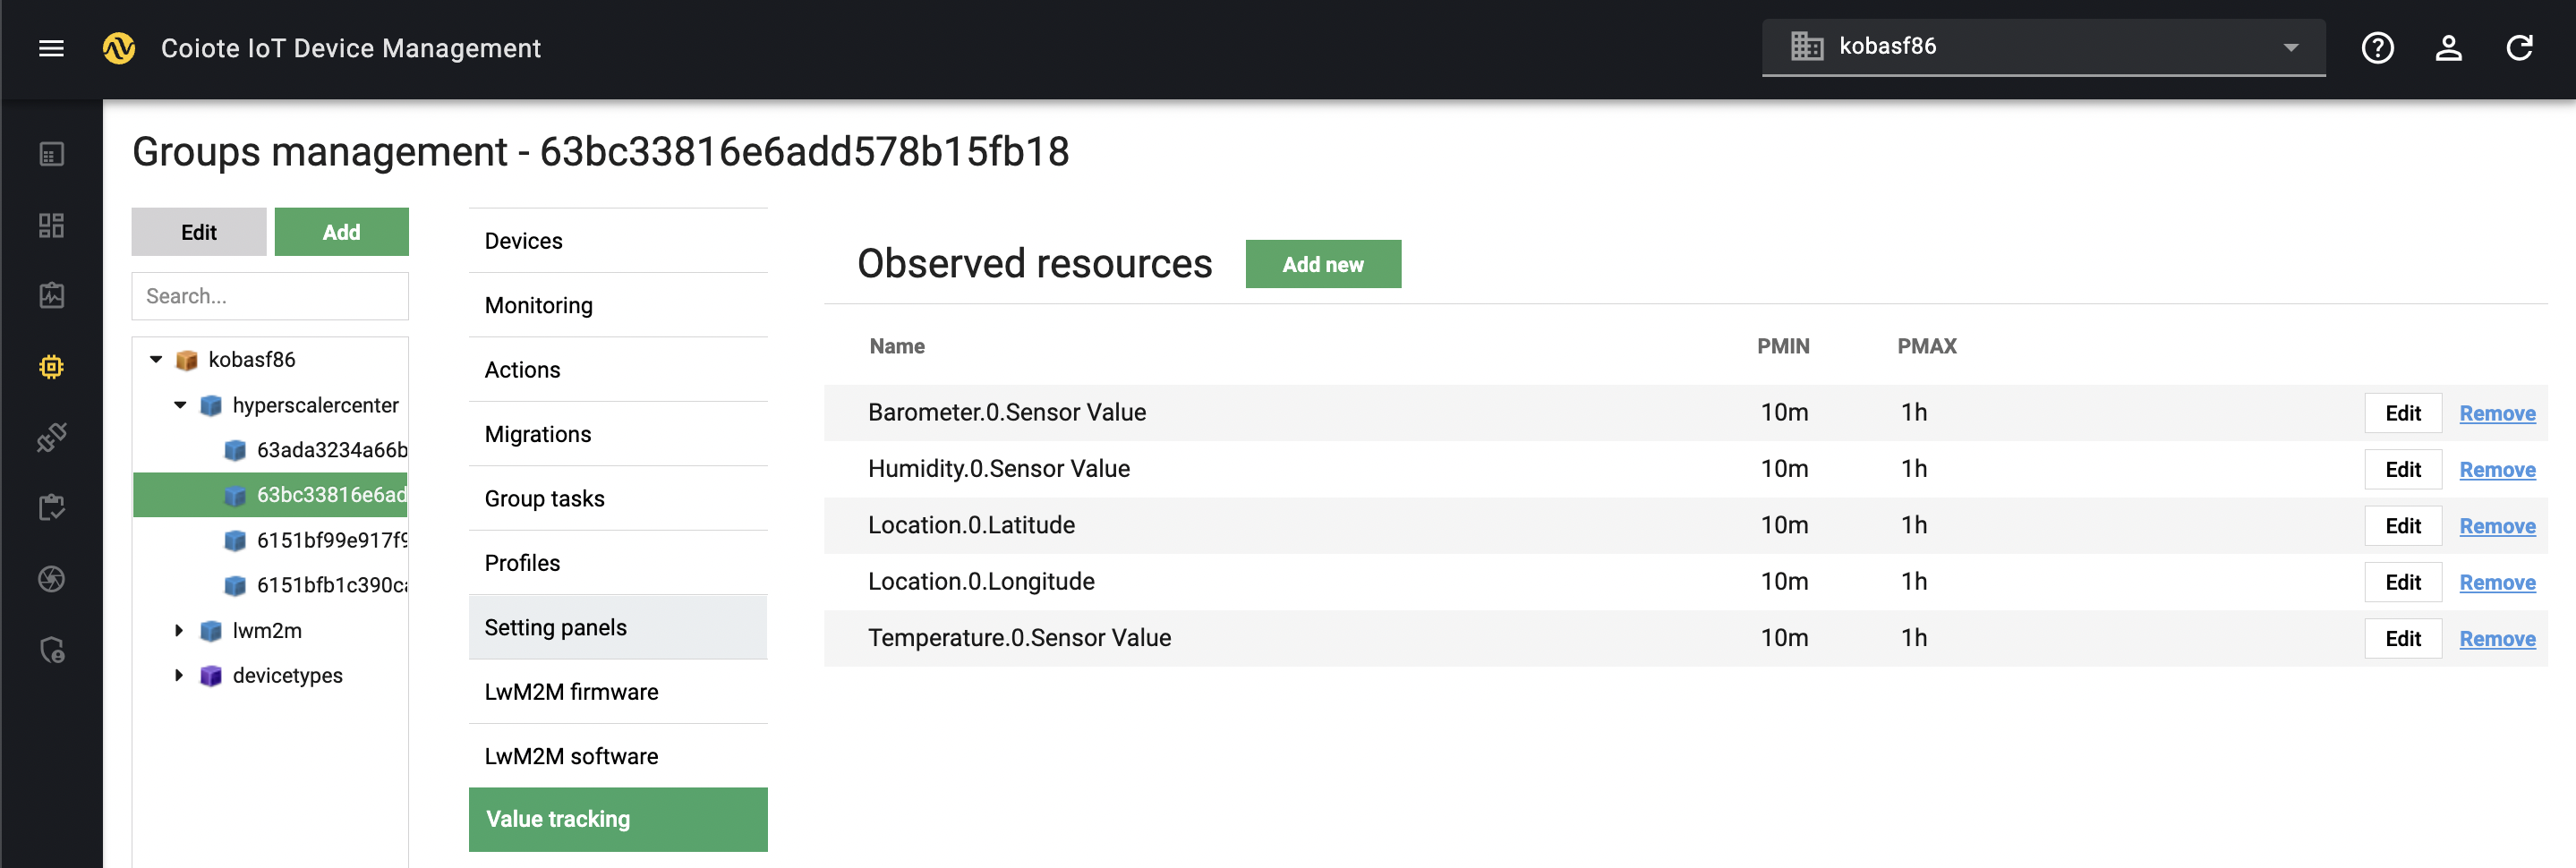 Coiote IoT Device Management
kobasf86
Groups management - 63bc33816e6add578b15fb18
Edit
Add
Search...
kobasf86
hyperscalercenter
63ada3234a66b
63bc33816e6ad
6151bf99e917f9
6151bfb1c390ca
lwm2m
devicetypes
Devices
Monitoring
Actions
Migrations
Group tasks
Profiles
Setting panels
LwM2M firmware
LwM2M software
Value tracking
Observed resources
Add new
Name PMIN PMAX
Barometer.0.Sensor Value 10m 1h Edit Remove
Humidity.0.Sensor Value 10m 1h Edit Remove
Location.0.Latitude 10m 1h Edit Remove
Location.0.Longitude 10m 1h Edit Remove
Temperature.0.Sensor Value 10m 1h Edit Remove